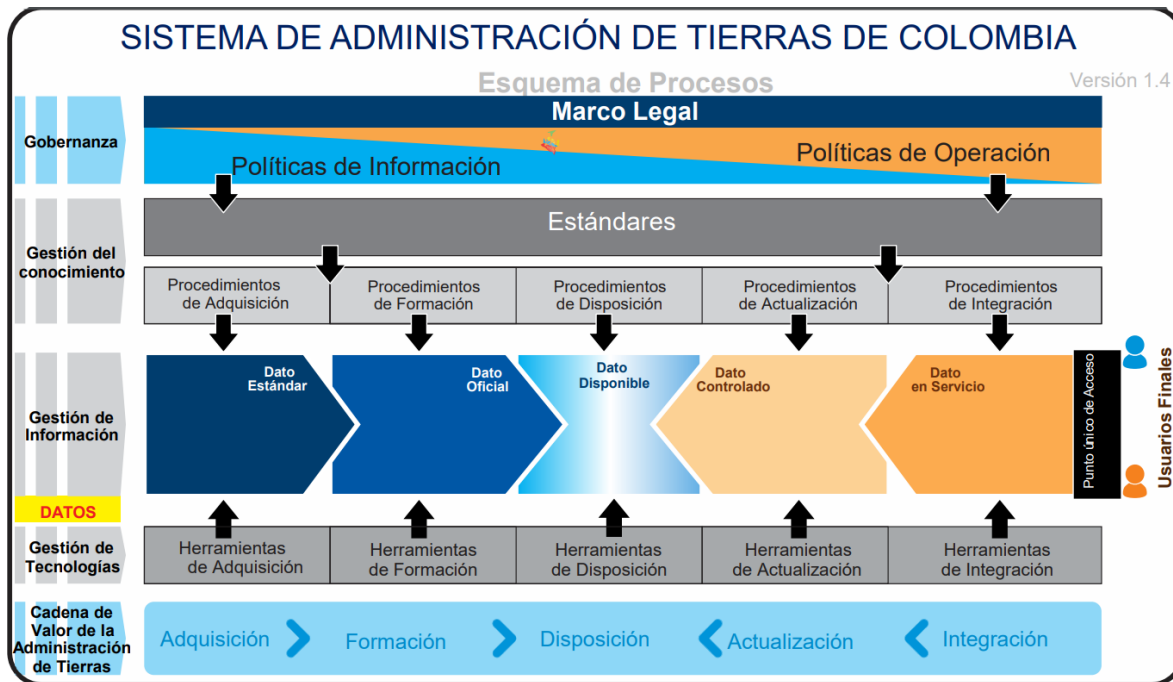 SISTEMA DE ADMINISTRACIÓN DE TIERRAS DE COLOMBIA
Esquema de Procesos
Versión 1.4
Marco Legal
Gobernanza
Políticas de Información
Políticas de Operación
Estándares
Gestión del
conocimiento
Procedimientos
de Adquisición
Procedimientos
de Formación
Procedimientos
de Disposición
Procedimientos
de Actualización
Procedimientos
de Integración
Gestión de
Información
Dato
Estándar
Dato
Oficial
Dato
Disponible
Dato
Controlado
Dato
en Servicio
Punto único de Acceso
Usuarios Finales
DATOS
Gestión de
Tecnologías
Herramientas
de Adquisición
Herramientas
de Formación
Herramientas
de Disposición
Herramientas
de Actualización
Herramientas
de Integración
Cadena de
Valor de la
Administración
de Tierras
Adquisición
Formación
Disposición
Actualización
Integración